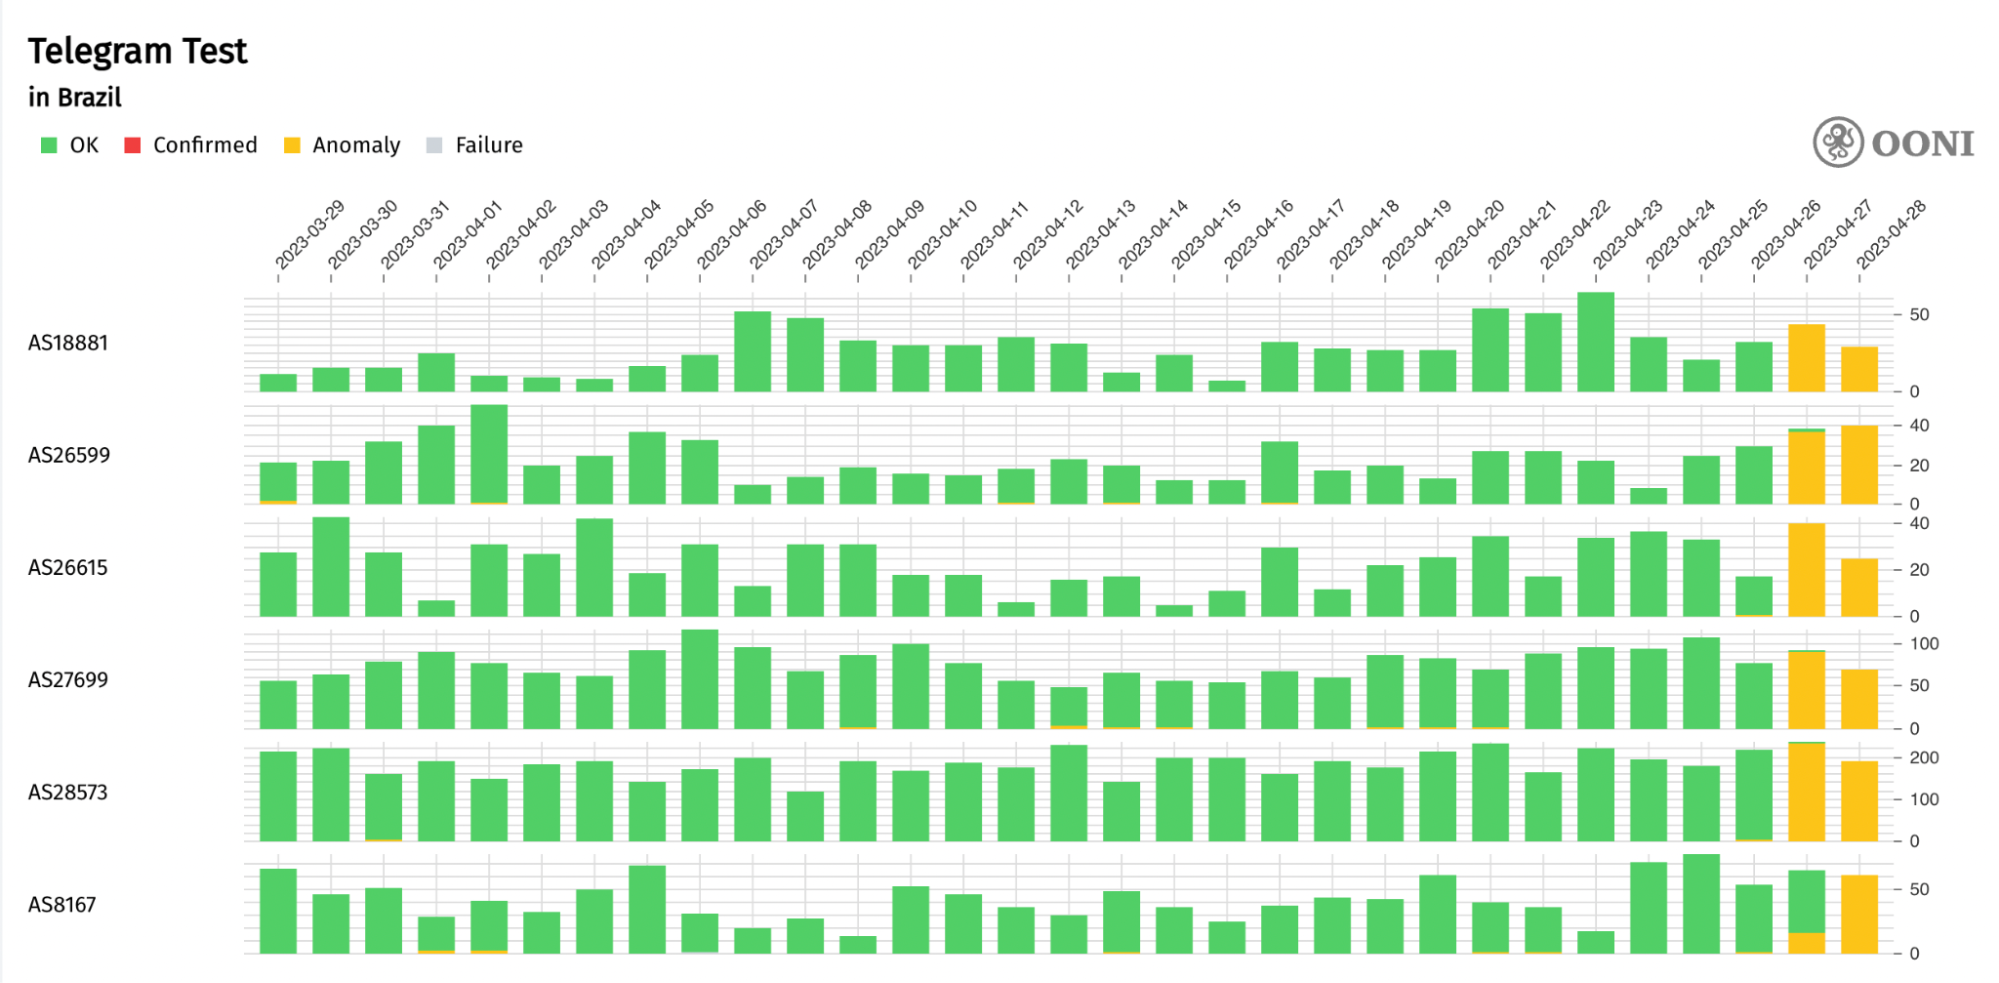 Telegram Test
in Brazil
OK Confirmed Anomaly Failure
OONI
2023-03-29 2023-03-30 2023-03-31 2023-04-01 2023-04-02 2023-04-03 2023-04-04 2023-04-05 2023-04-06 2023-04-07 2023-04-08 2023-04-09 2023-04-10 2023-04-11 2023-04-12 2023-04-13 2023-04-14 2023-04-15 2023-04-16 2023-04-17 2023-04-18 2023-04-19 2023-04-20 2023-04-21 2023-04-22 2023-04-23 2023-04-24 2023-04-25 2023-04-26 2023-04-27 2023-04-28
50
AS18881
0
40
AS26599
20
0
40
AS26615
20
0
100
AS27699
50
0
200
AS28573
100
0
50
AS8167
0